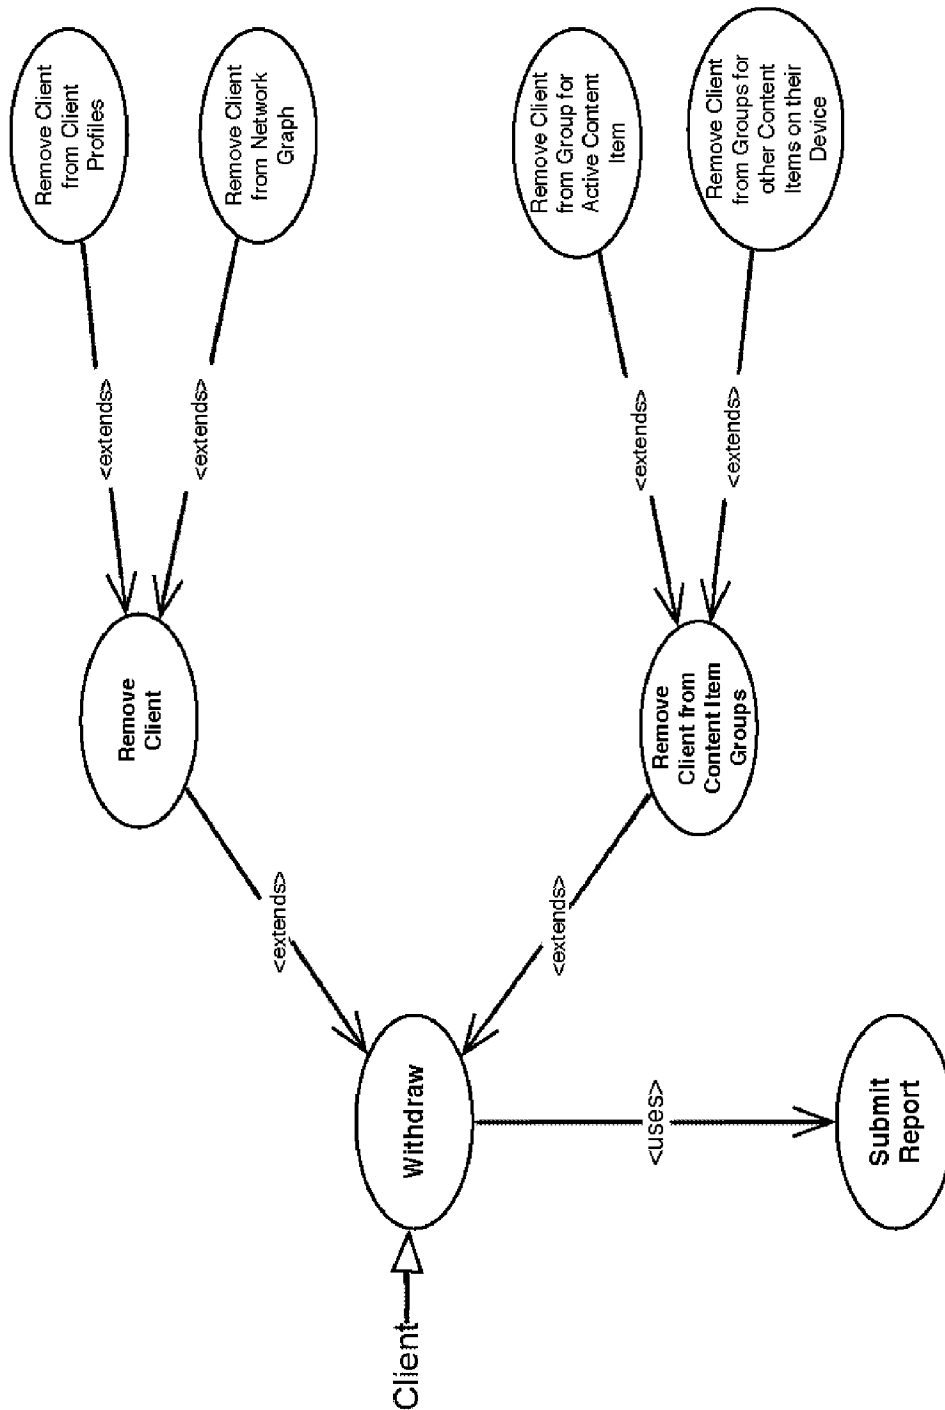 Client
Withdraw
<uses>
Submit
Report
<extends>
<extends>
Remove
Client
Remove
Client from
Content Item
Groups
<extends>
<extends>
<extends>
<extends>
Remove Client
from Client
Profiles
Remove Client
from Network
Graph
Remove Client
from Group for
Active Content
Item
Remove Client
from Groups for
other Content
Items on their
Device